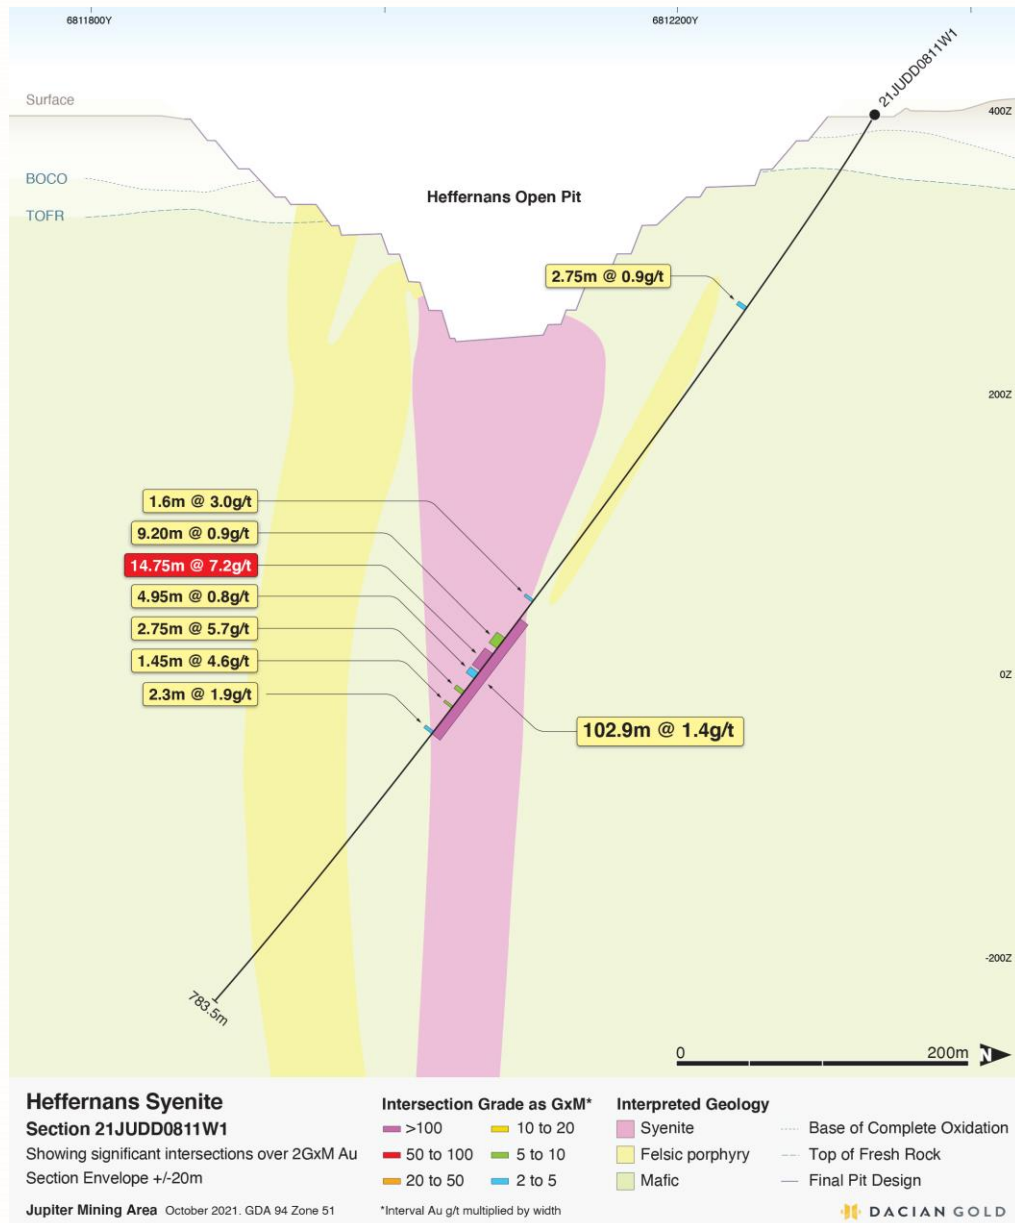 6811800Y
6812200Y
21JUDD0811W1
Surface
400Z
BOCO
Heffernans Open Pit
TOFR
2.75m @ 0.9g/t
200Z
1.6m @ 3.0g/t
9.20m @ 0.9g/t
14.75m @ 7.2g/t
4.95m @ 0.8g/t
2.75m @ 5.7g/t
1.45m @ 4.6g/t
2.3m @ 1.9g/t
0Z
102.9m @ 1.4g/t
-200Z
783.5m
0
200m
N
Heffernans Syenite
Section 21JUDD0811W1
Showing significant intersections over 2GxM Au
Section Envelope +/-20m
Jupiter Mining Area October 2021. GDA 94 Zone 51
Intersection Grade as GxM*
>100
10 to 20
50 to 100
5 to 10
20 to 50
2 to 5
*Interval Au g/t multiplied by width
Interpreted Geology
Syenite
Felsic porphyry
Mafic
Base of Complete Oxidation
Top of Fresh Rock
Final Pit Design
DACIAN GOLD